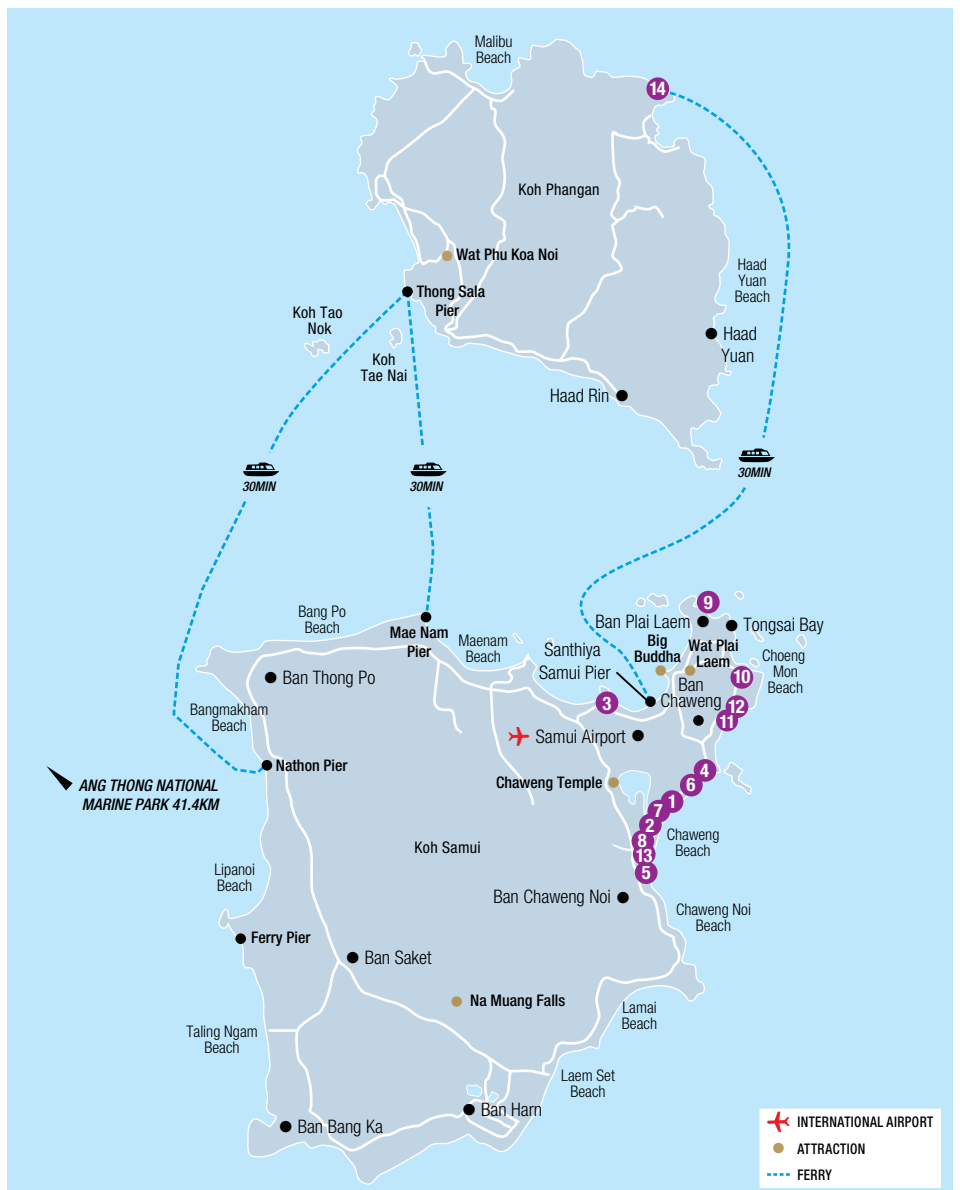 Malibu
Beach
14
Koh Phangan
Wat Phu Koa Noi
Thong Sala
Pier
Haad
Yuan
Beach
Koh Tao
Nok
Koh
Tae Nai
Haad
Yuan
Haad Rin
30MIN
30MIN
30MIN
Bang Po
Beach
Mae Nam
Pier
Maenam
Beach
9
Ban Plai Laem
Tongsai Bay
Big
Buddha
Wat Plai
Laem
Choeng
Mon
Beach
Santhiya
Samui Pier
Ban
Chaweng
10
12
11
3
Ban Thong Po
Bangmakham
Beach
Samui Airport
Nathon Pier
ANG THONG NATIONAL
MARINE PARK 41.4KM
Chaweng Temple
4
6
1
7
2
8
13
5
Chaweng
Beach
Koh Samui
Lipanoi
Beach
Ban Chaweng Noi
Chaweng Noi
Beach
Ferry Pier
Ban Saket
Na Muang Falls
Lamai
Beach
Taling Ngam
Beach
Laem Set
Beach
Ban Harn
Ban Bang Ka
INTERNATIONAL AIRPORT
ATTRACTION
FERRY